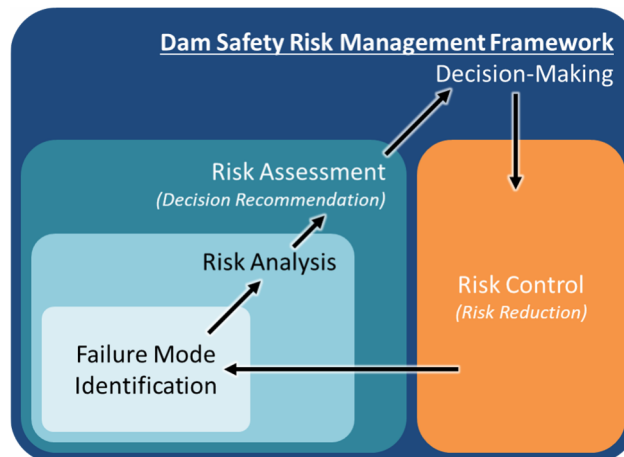 Dam Safety Risk Management Framework
Decision-Making
Risk Assessment
(Decision Recommendation)
Risk Analysis
Failure Mode
Identification
Risk Control
(Risk Reduction)